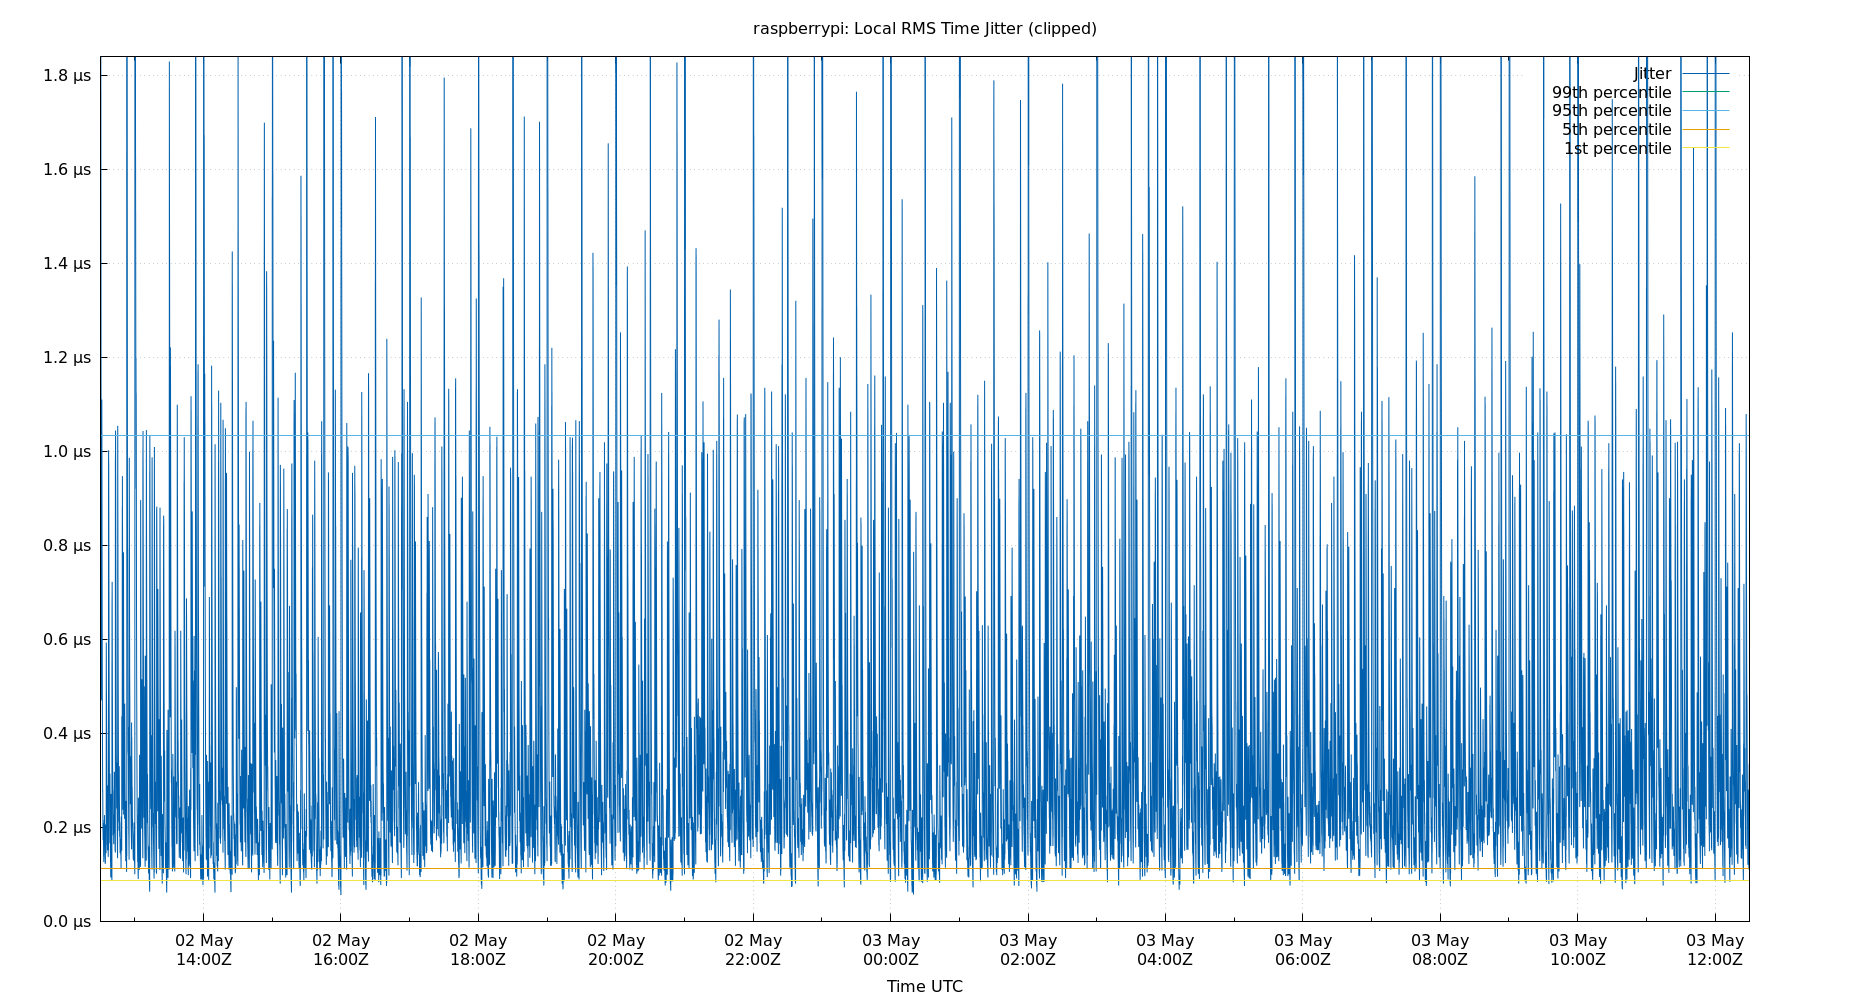 raspberrypi: Local RMS Time Jitter (clipped)
1.8 μs
1.6 μs
1.4 μs
1.2 μs
1.0 μs
0.8 μs
0.6 μs
0.4 μs
0.2 μs
0.0 μs
Jitter
99th percentile
95th percentile
5th percentile
1st percentile
02 May 02 May 02 May 02 May 02 May 03 May 03 May 03 May 03 May 03 May 03 May 03 May
14:00Z 16:00Z 18:00Z 20:00Z 22:00Z 00:00Z 02:00Z 04:00Z 06:00Z 08:00Z 10:00Z 12:00Z
Time UTC